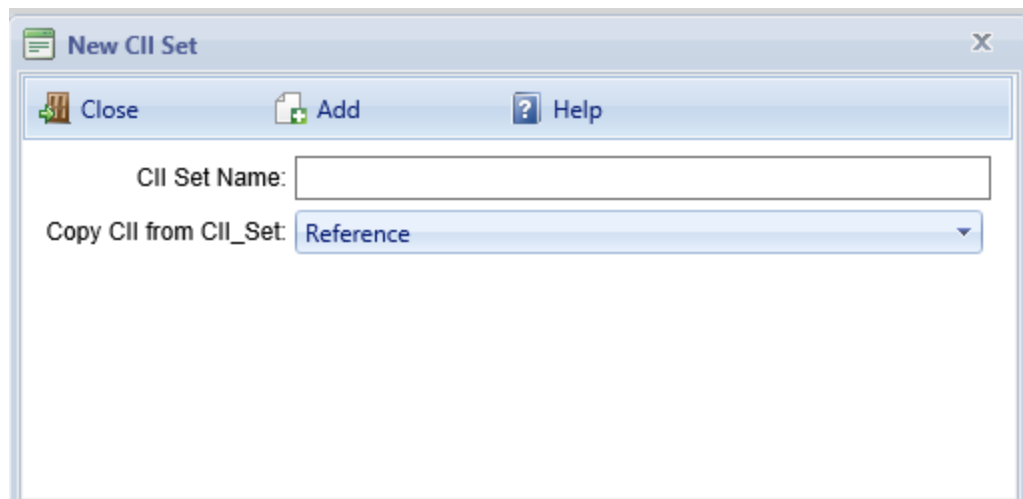 New CII Set
Close Add Help
CII Set Name:
Copy CII from CII_Set: Reference